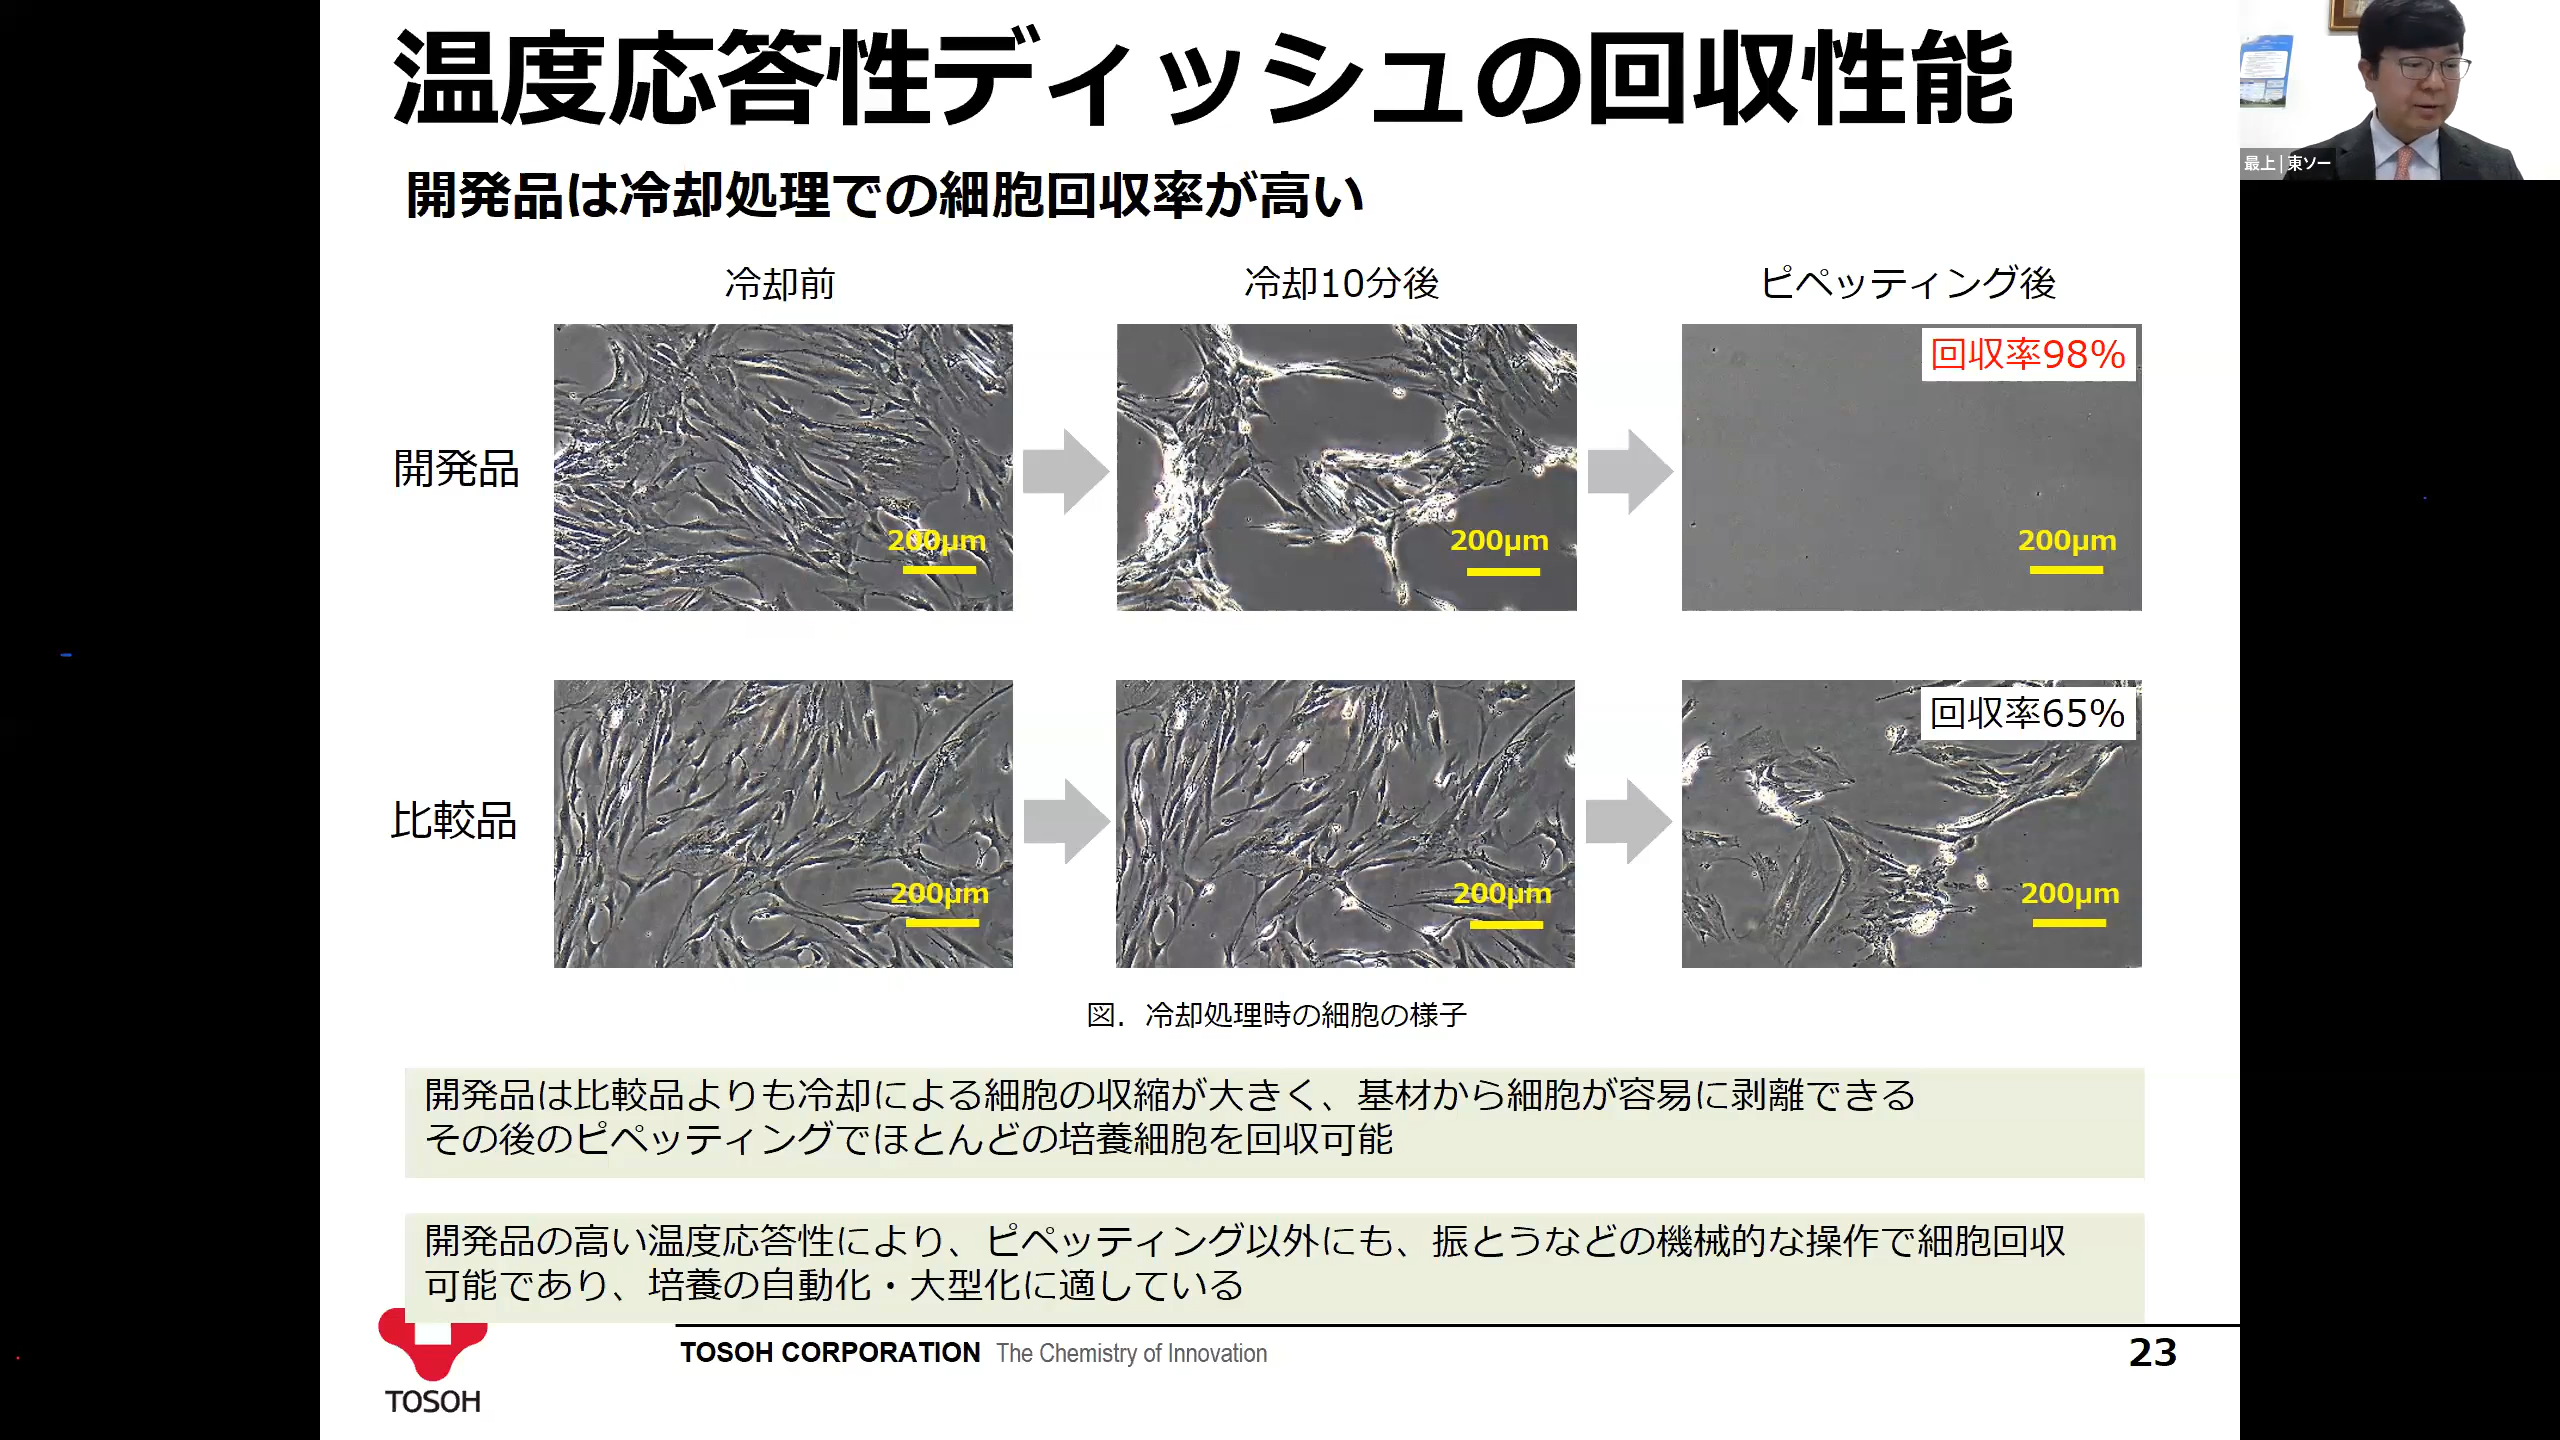 温度応答性ディッシュの回収性能
最上 | 東ソー
開発品は冷却処理での細胞回収率が高い
冷却前
冷却10分後
ピペッティング後
開発品
200μm
200μm
回収率98%
200μm
比較品
200μm
200μm
回収率65%
200μm
図．冷却処理時の細胞の様子
開発品は比較品よりも冷却による細胞の収縮が大きく、基材から細胞が容易に剥離できる
その後のピペッティングでほとんどの培養細胞を回収可能
開発品の高い温度応答性により、ピペッティング以外にも、振とうなどの機械的な操作で細胞回収
可能であり、培養の自動化・大型化に適している
TOSOH
TOSOH CORPORATION The Chemistry of Innovation
23